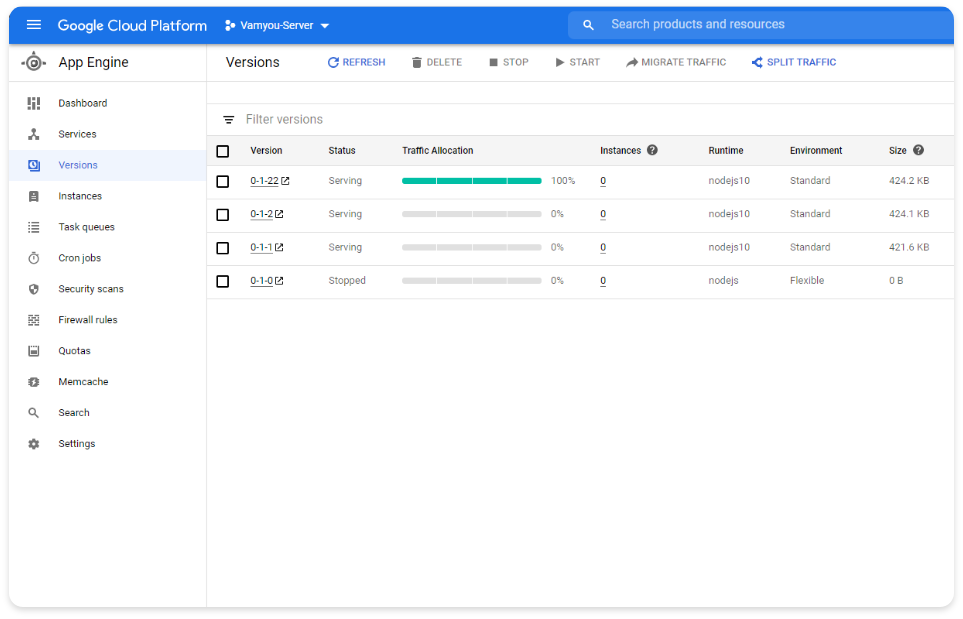 Google Cloud Platform Vamyou-Server Search products and resources
App Engine Versions REFRESH DELETE STOP START MIGRATE TRAFFIC SPLIT TRAFFIC
Dashboard
Services
Versions
Instances
Task queues
Cron jobs
Security scans
Firewall rules
Quotas
Memcache
Search
Settings
Filter versions
Version Status Traffic Allocation Instances ? Runtime Environment Size ?
0-1-22 Serving 100% 0 nodejs10 Standard 424.2 KB
0-1-2 Serving 0% 0 nodejs10 Standard 424.1 KB
0-1-1 Serving 0% 0 nodejs10 Standard 421.6 KB
0-1-0 Stopped 0% 0 nodejs Flexible 0 B